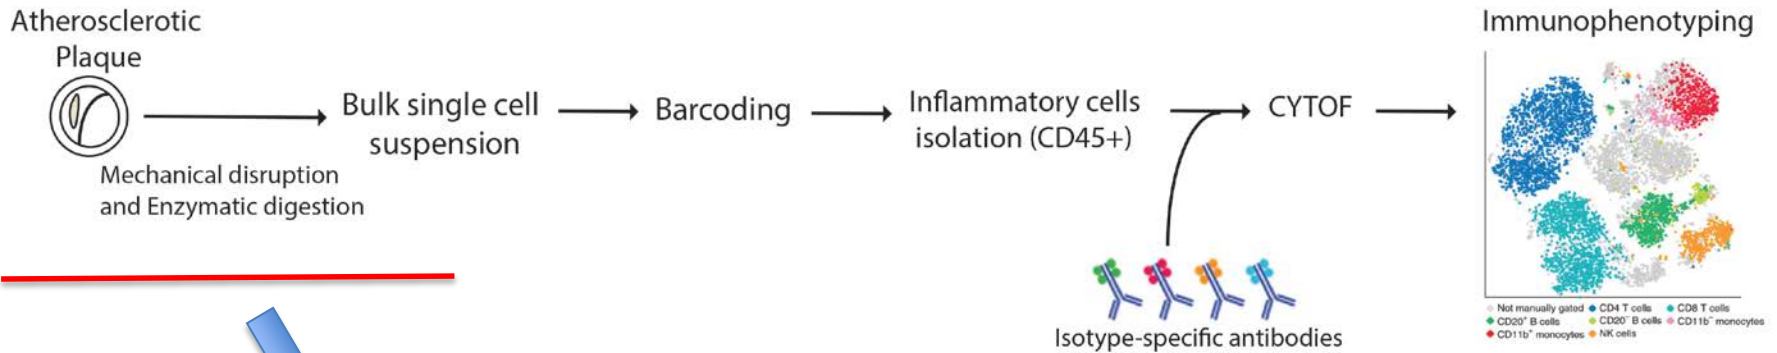 Atherosclerotic
Plaque
Mechanical disruption
and Enzymatic digestion
Bulk single cell
suspension
Barcoding
Inflammatory cells
isolation (CD45+)
Isotype-specific antibodies
CYTOF
Immunophenotyping
Not manually gated CD4 T cells CD8 T cells
CD20+ B cells CD20− B cells CD11b− monocytes
CD11b+ monocytes NK cells